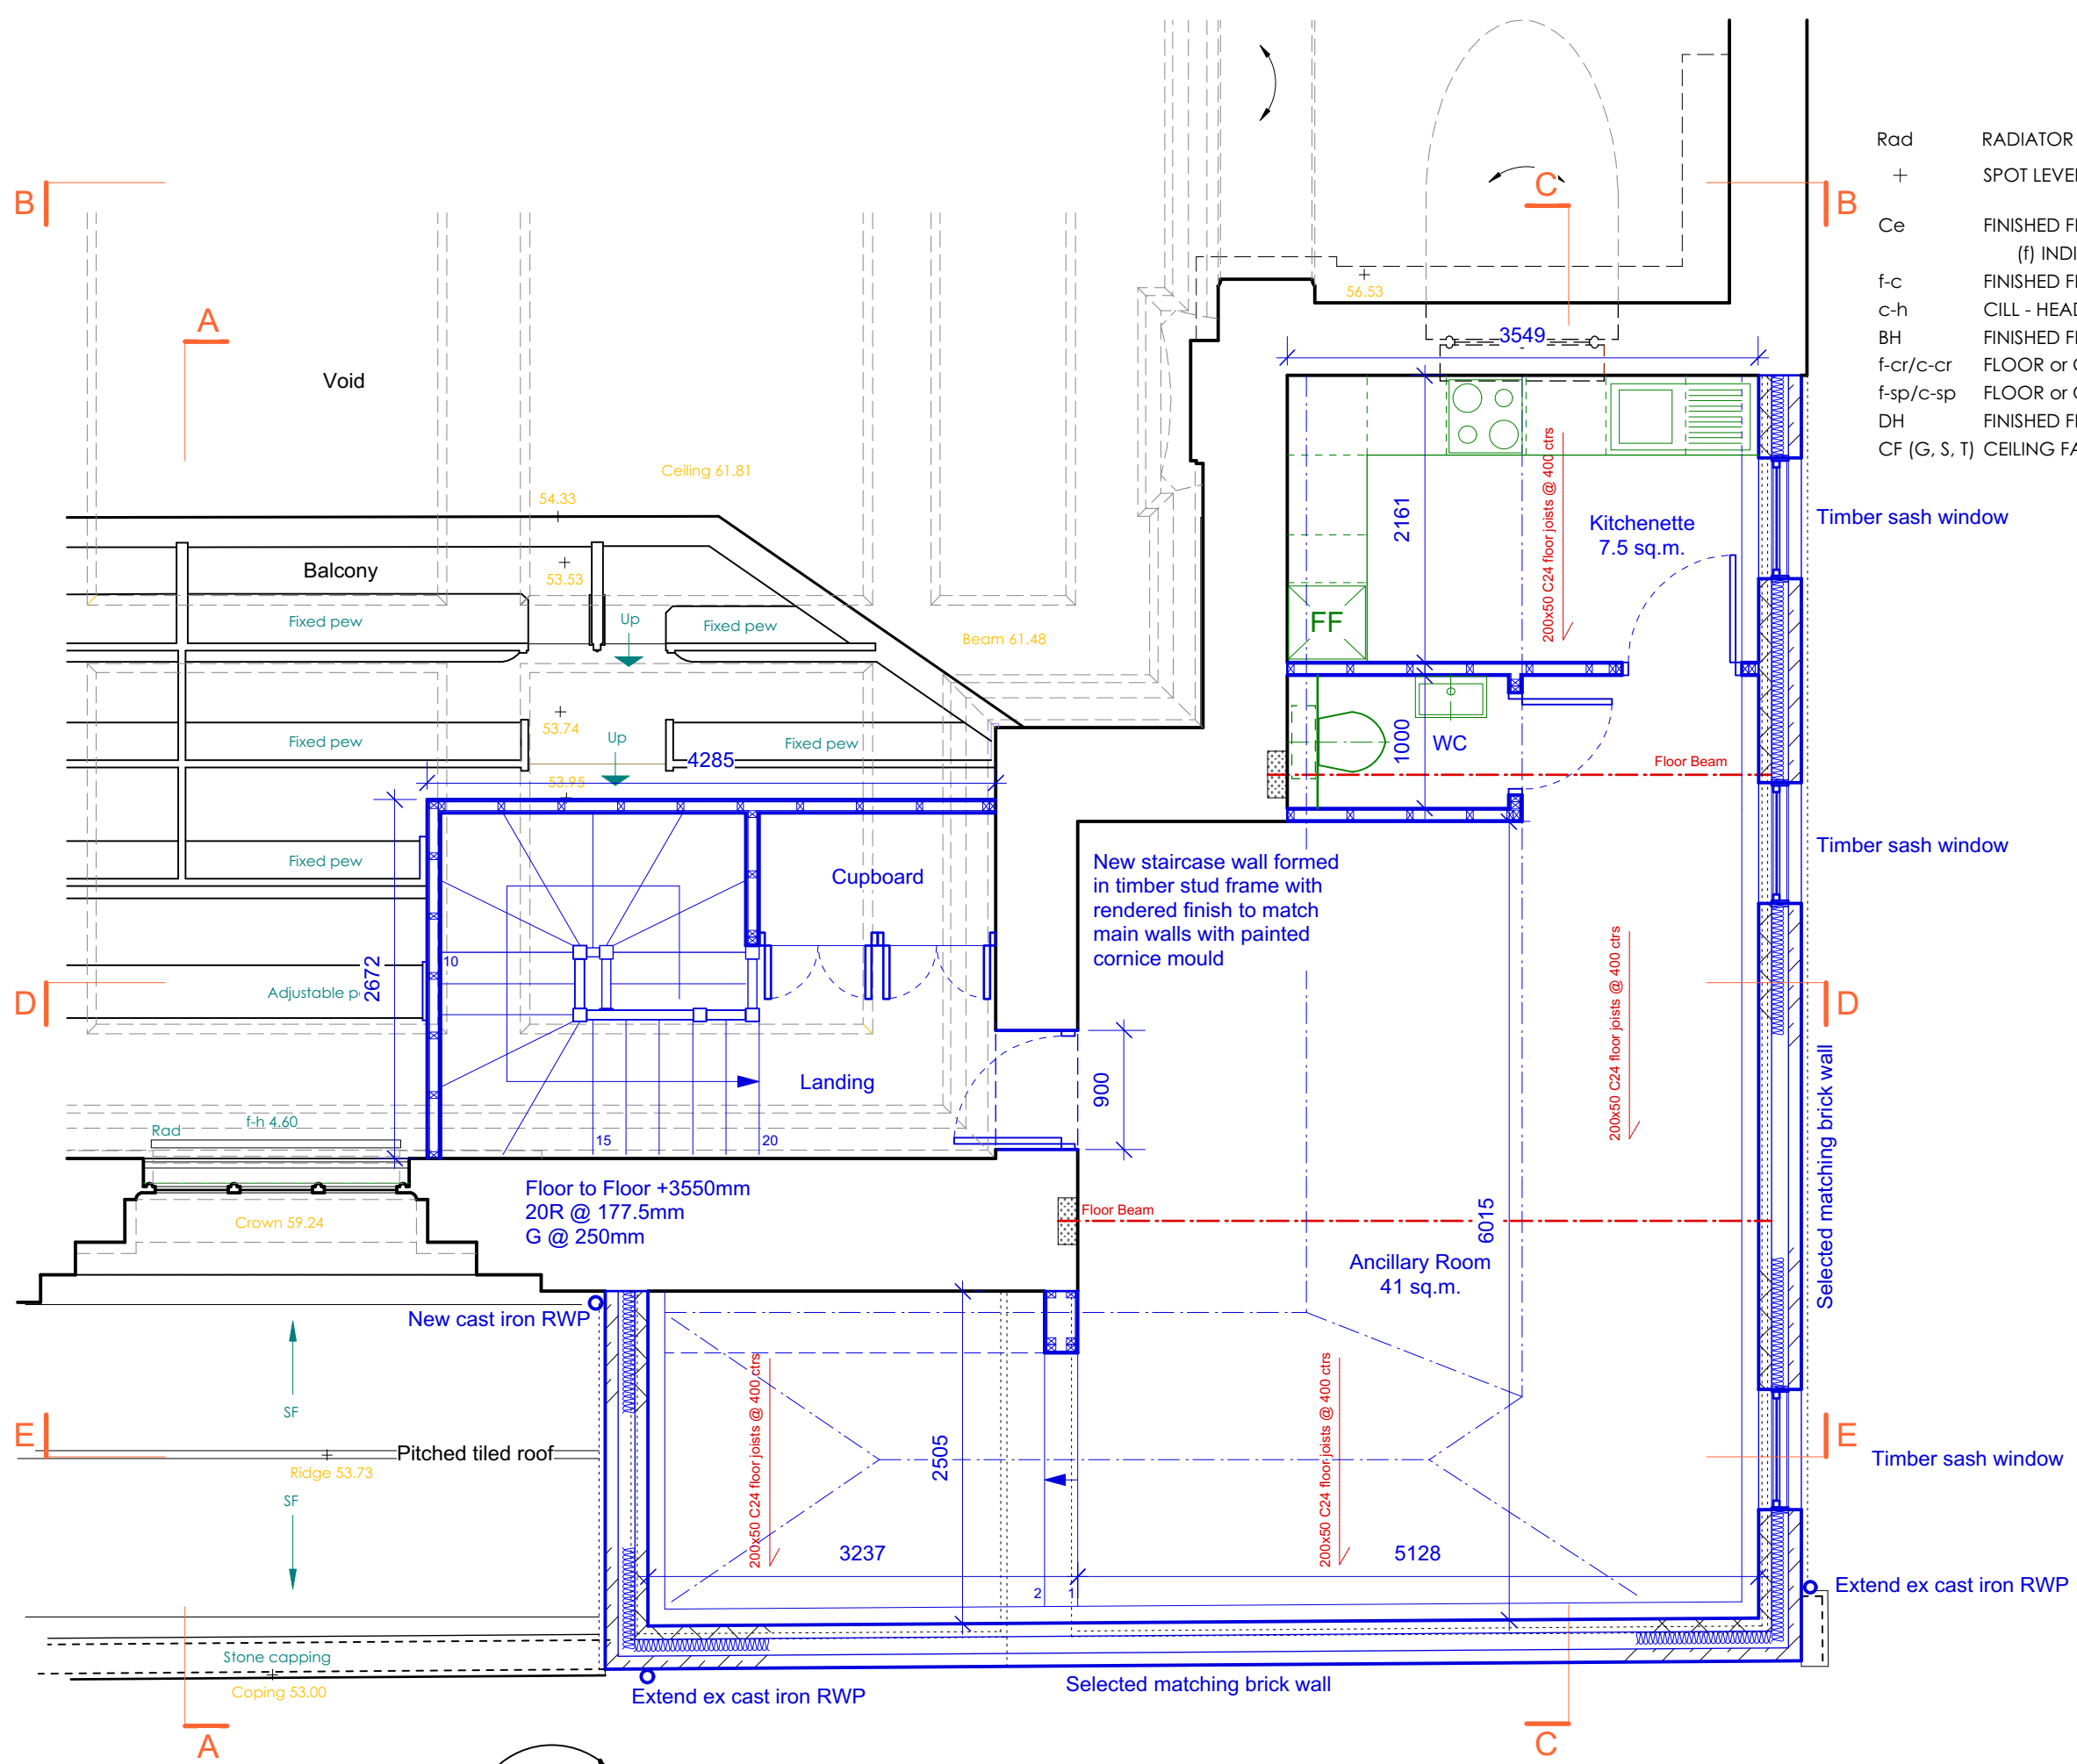 Rad RADIATOR
+ SPOT LEVEL
Ce FINISHED
(f)
f-c FINISHED
c-h CILL - HEAD
BH FINISHED
f-cr/c-cr FLOOR or
f-sp/c-sp FLOOR or
DH FINISHED
CF (G, S, T) CEILING
B
C
B
A
56.53
3549
Void
Ceiling 61.81
54.33
Balcony
53.53
Fixed pew
Up
Fixed pew
Beam 61.48
2161
200x50 C24 floor joists @ 400 ctrs
Kitchenette
7.5 sq.m.
FF
Timber sash window
53.74
Fixed pew
Up
Fixed pew
4285
53.95
1000
WC
Floor Beam
Timber sash window
Fixed pew
Cupboard
New staircase wall formed
in timber stud frame with
rendered finish to match
main walls with painted
cornice mould
200x50 C24 floor joists @ 400 ctrs
10
2672
Adjustable p
D
D
Landing
900
Selected matching brick wall
Rad
f-h 4.60
15
20
Floor to Floor +3550mm
20R @ 177.5mm
G @ 250mm
Crown 59.24
Floor Beam
6015
Ancillary Room
41 sq.m.
New cast iron RWP
SF
200x50 C24 floor joists @ 400 ctrs
200x50 C24 floor joists @ 400 ctrs
E
E
Pitched tiled roof
Ridge 53.73
2505
Timber sash window
SF
3237
5128
2
1
Extend ex cast iron RWP
Stone capping
Coping 53.00
Extend ex cast iron RWP
Selected matching brick wall
A
C